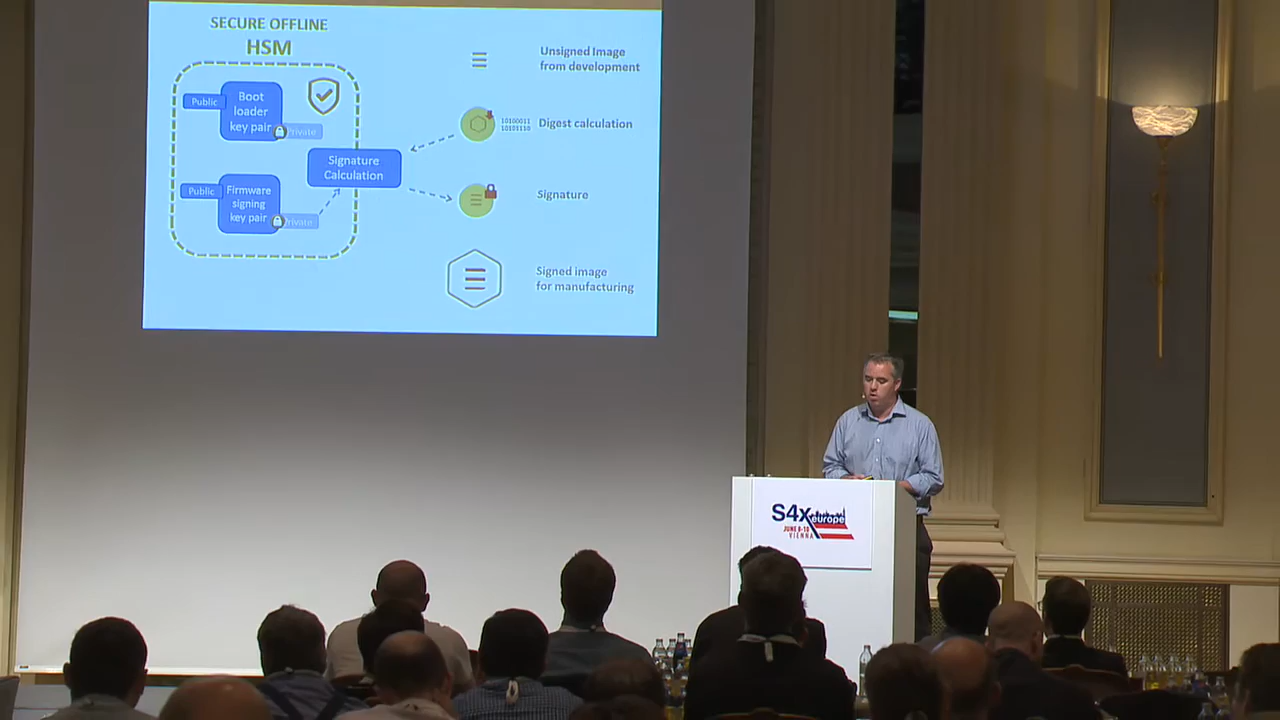 SECURE OFFLINE
HSM
Public
Boot
loader
key pair
Private
Public
Firmware
signing
key pair
Private
Signature
Calculation
Unsigned Image
from development
10100011
10101110
Digest calculation
Signature
Signed image
for manufacturing
S4x
europe
JUNE 9-10
VIENNA